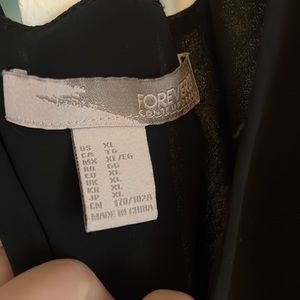 FOREVER
CONTEMPORARY
US XL
CA TG
MX XL/EG
BR GG
EU XL
UK XL
KR XL
JP XL
CN 170/102A
MADE IN CHINA